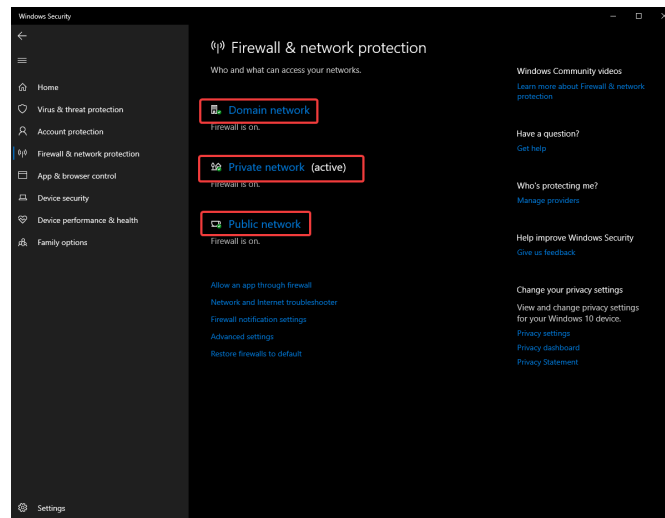 Windows Security
Firewall & network protection
Who and what can access your networks.
Domain network
Firewall is on.
Private network (active)
Firewall is on.
Public network
Firewall is on.
Allow an app through firewall
Network and Internet troubleshooter
Firewall notification settings
Advanced settings
Restore firewalls to default
Home
Virus & threat protection
Account protection
Firewall & network protection
App & browser control
Device security
Device performance & health
Family options
Settings
Windows Community videos
Learn more about Firewall & network
protection
Have a question?
Get help
Who's protecting me?
Manage providers
Help improve Windows Security
Give us feedback
Change your privacy settings
View and change privacy settings
for your Windows 10 device.
Privacy settings
Privacy dashboard
Privacy Statement